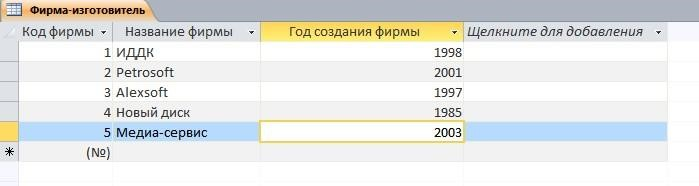 Фирма-изготовитель
Код фирмы Название фирмы Год создания фирмы Щелкните для добавления
1 ИДДК 1998
2 Petrosoft 2001
3 Alexsoft 1997
4 Новый диск 1985
5 Медиа-сервис 2003
* (№)